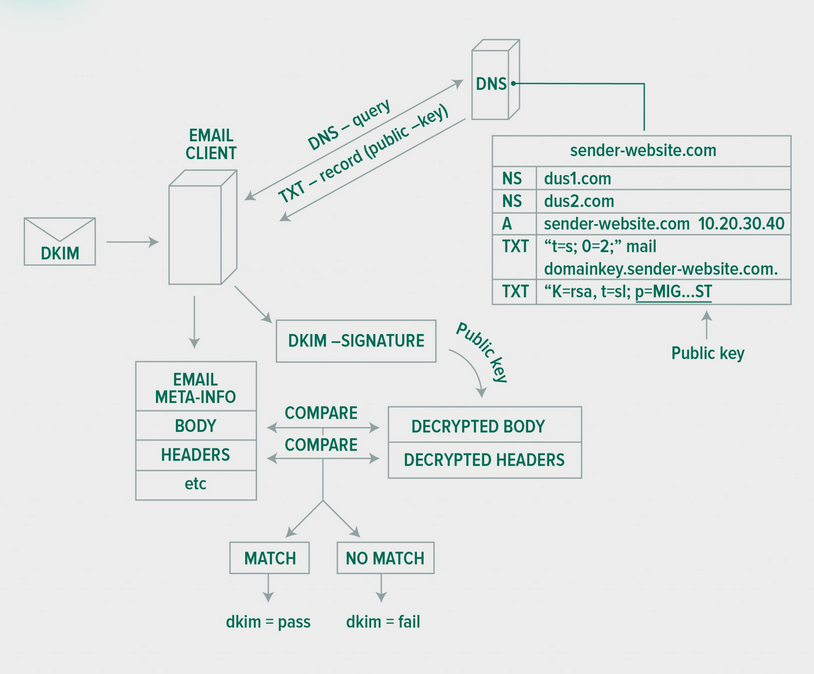 DNS
EMAIL
CLIENT
DNS – query
TXT – record (public –key)
sender-website.com
NS dus1.com
NS dus2.com
A sender-website.com 10.20.30.40
TXT “t=s; 0=2;” mail
domainkey.sender-website.com.
TXT “K=rsa, t=sl; p=MIG...ST
Public key
DKIM
DKIM –SIGNATURE
Public key
EMAIL
META-INFO
BODY
HEADERS
etc
COMPARE
COMPARE
DECRYPTED BODY
DECRYPTED HEADERS
MATCH
NO MATCH
dkim = pass
dkim = fail